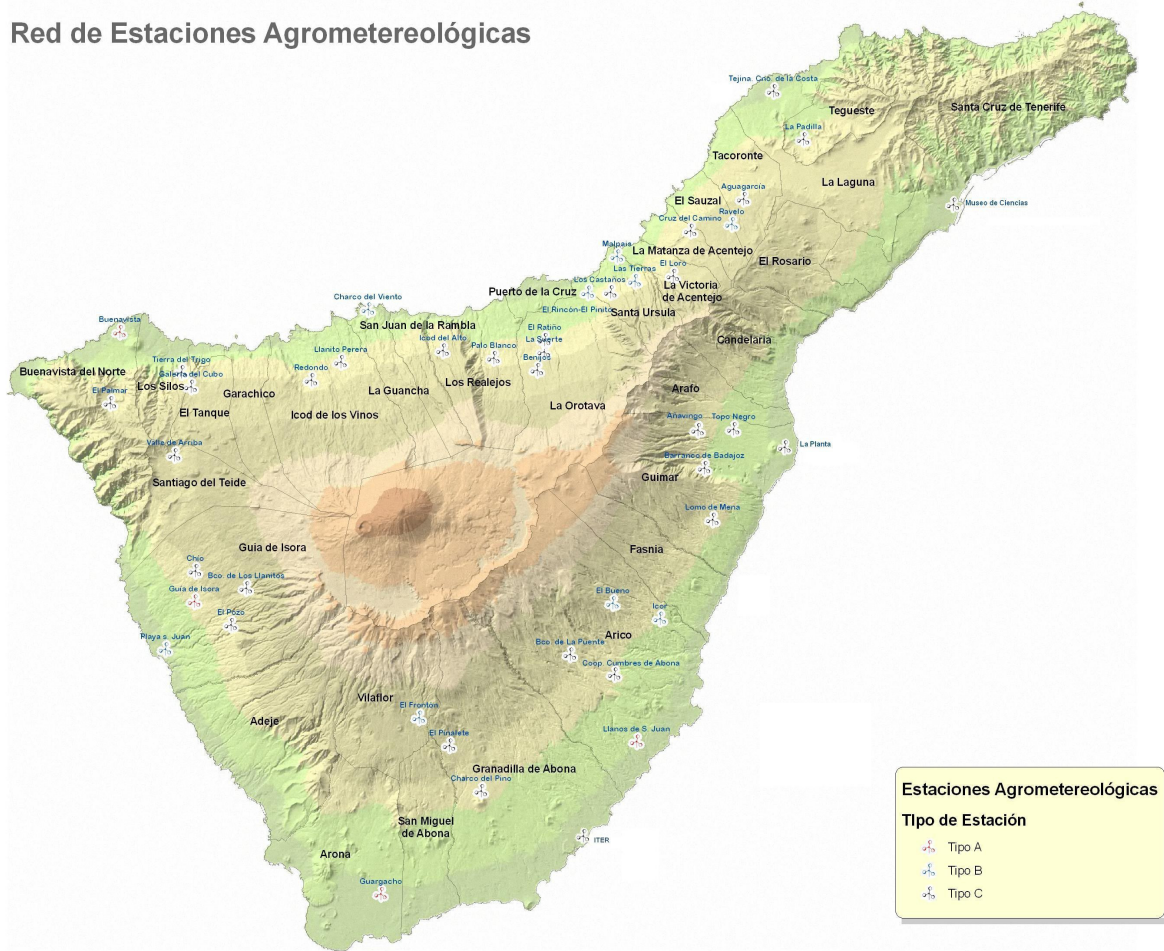 Red de Estaciones Agrometereológicas
Tejina. Crio. de la Costa
Tegueste
Santa Cruz de Tenerife
La Padilla
Tacoronte
La Laguna
Aguagarcía
El Sauzal
Museo de Ciencias
Ravelo
Cruz del Camino
Malpais
La Matanza de Acentejo
El Rosario
El Loro
Las Tierras
Los Castaños
La Victoria
de Acentejo
Puerto de la Cruz
El Rincón-El Pinito
Santa Ursula
Charco del Viento
Buenavista
San Juan de la Rambla
El Ratiño
La Suerte
Icod del Alto
Palo Blanco
Benijos
Candelaria
Llanito Perera
Redondo
Tierra del Trigo
Galería del Cubo
Buenavista del Norte
Los Silos
El Palmar
Garachico
La Guancha
Los Realejos
Arafo
El Tanque
Icod de los Vinos
La Orotava
Añavingo
Topo Negro
Valle de Arriba
La Planta
Barranco de Badajoz
Santiago del Teide
Guimar
Lomo de Mena
Guia de Isora
Fasnia
Chío
Bco. de Los Llanitos
Guía de Isora
El Bueno
El Pozo
Icor
Playa s. Juan
Arico
Bco. de La Puente
Coop. Cumbres de Abona
Vilaflor
El Frontón
Adeje
Llanos de S. Juan
El Pinalete
Granadilla de Abona
Charco del Pino
San Miguel
de Abona
ITER
Arona
Guargacho
Estaciones Agrometereológicas
TIpo de Estación
Tipo A
Tipo B
Tipo C